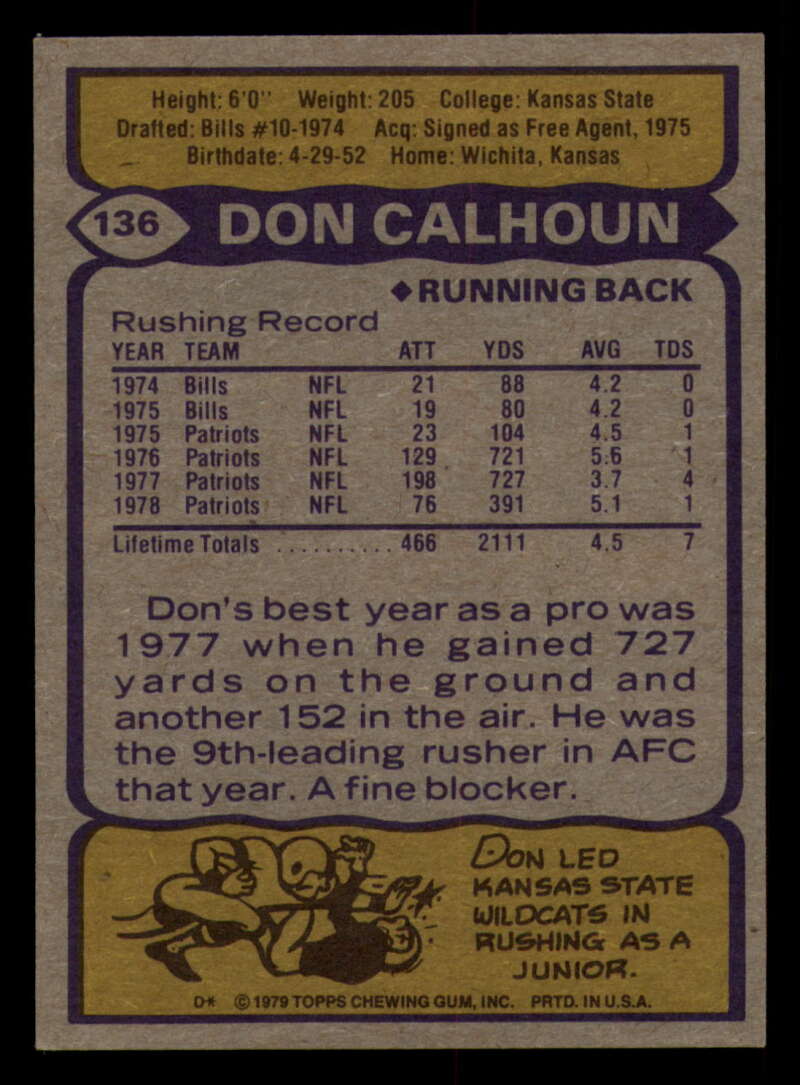 Height: 6'0" Weight: 205 College: Kansas State
Drafted: Bills #10-1974 Acq: Signed as Free Agent, 1975
Birthdate: 4-29-52 Home: Wichita, Kansas
136 DON CALHOUN
◆RUNNING BACK
Rushing Record
YEAR TEAM ATT YDS AVG TDS
1974 Bills NFL 21 88 4.2 0
1975 Bills NFL 19 80 4.2 0
1975 Patriots NFL 23 104 4.5 1
1976 Patriots NFL 129 721 5.6 1
1977 Patriots NFL 198 727 3.7 4
1978 Patriots NFL 76 391 5.1 1
Lifetime Totals .......... 466 2111 4.5 7
Don's best year as a pro was
1977 when he gained 727
yards on the ground and
another 152 in the air. He was
the 9th-leading rusher in AFC
that year. A fine blocker.
DON LED
KANSAS STATE
WILDCATS IN
RUSHING AS A
JUNIOR.
D* © 1979 TOPPS CHEWING GUM, INC. PRTD. IN U.S.A.